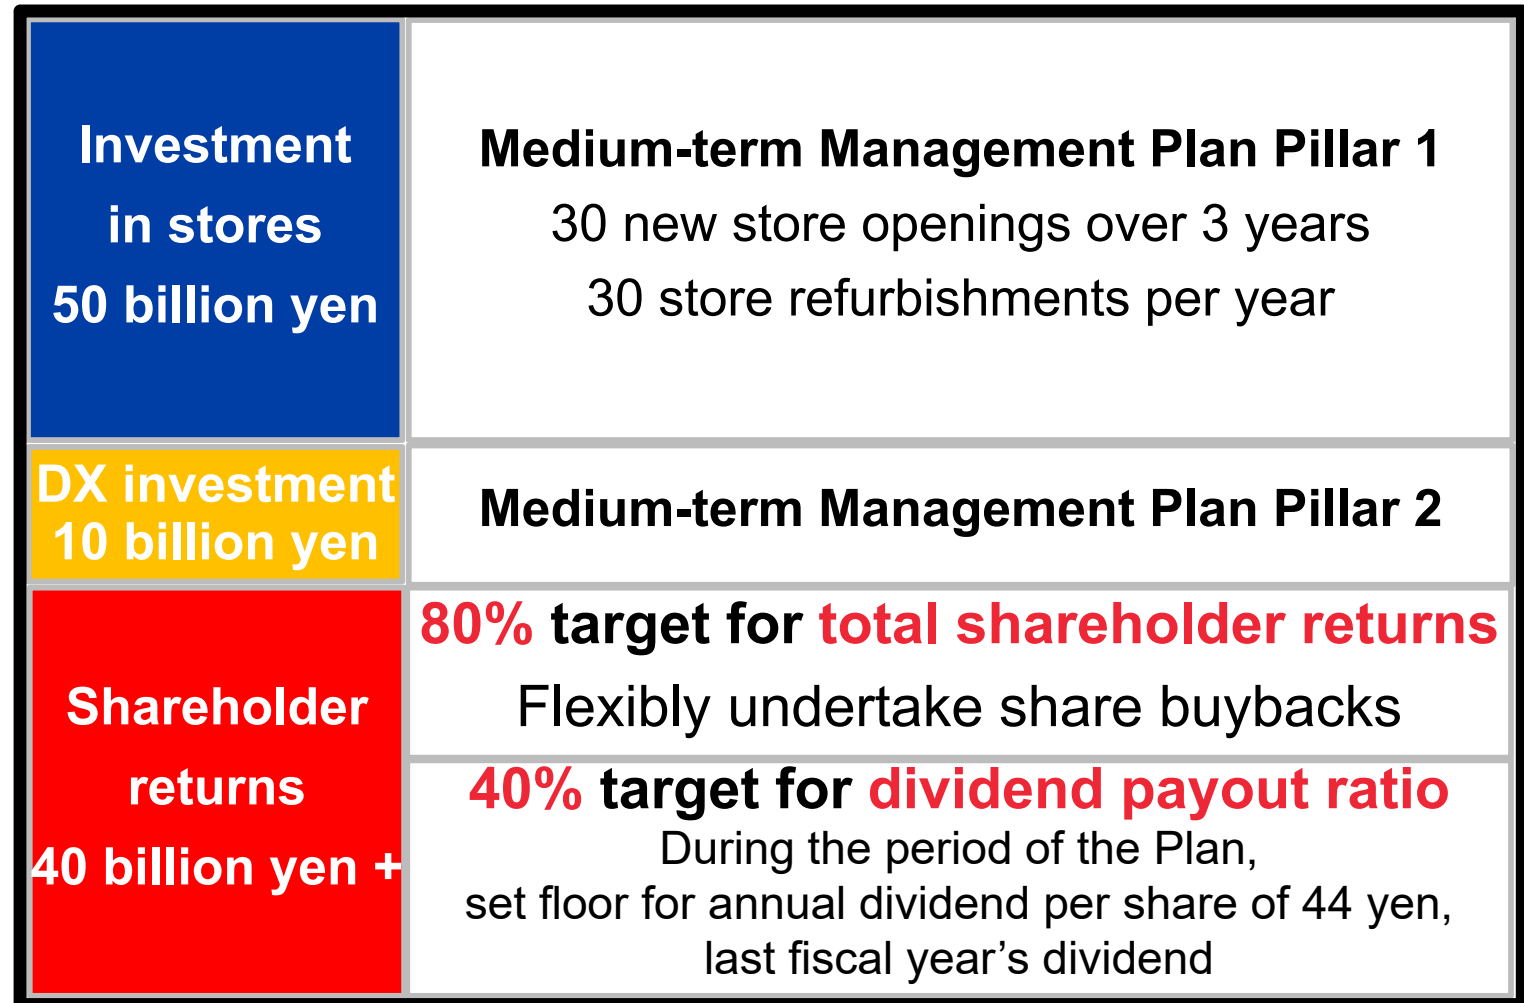 Investment
in stores
50 billion yen
Medium-term Management Plan Pillar 1
30 new store openings over 3 years
30 store refurbishments per year
DX investment
10 billion yen
Medium-term Management Plan Pillar 2
Shareholder
returns
40 billion yen +
80% target for total shareholder returns
Flexibly undertake share buybacks
40% target for dividend payout ratio
During the period of the Plan,
set floor for annual dividend per share of 44 yen,
last fiscal year’s dividend